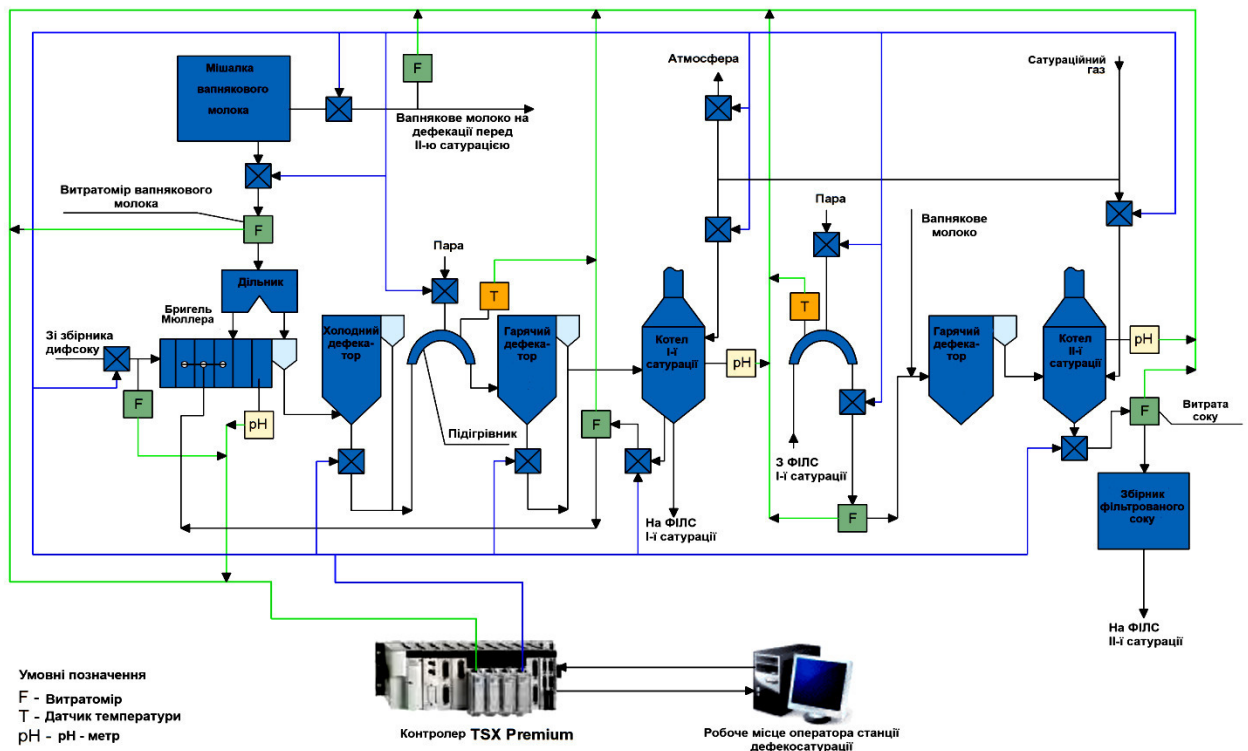 Мішалка
вапнякового
молока
F
Вапнякове молоко на
дефекації перед
ІІ-ю сатурацією
Атмосфера
Сатураційний
газ
Витратомір вапнякового
молока
F
Дільник
Бригель
Мюллера
Зі збірника
дифсоку
F
pH
Холодний
дефека-
тор
Пара
T
Підігрівник
Гарячий
дефека-
тор
F
Котел
І-ї
сатурації
pH
На ФІЛС
І-ї сатурації
Пара
T
З ФІЛС
І-ї сатурації
F
Вапнякове
молоко
Гарячий
дефека-
тор
Котел
ІІ-ї
сатурації
pH
F
Витрата
соку
Збірник
фільтрованого
соку
На ФІЛС
ІІ-ї сатурації
Умовні позначення
F - Витратомір
T - Датчик температури
pH - рН - метр
Контролер TSX Premium
Робоче місце оператора станції
дефекосатурації